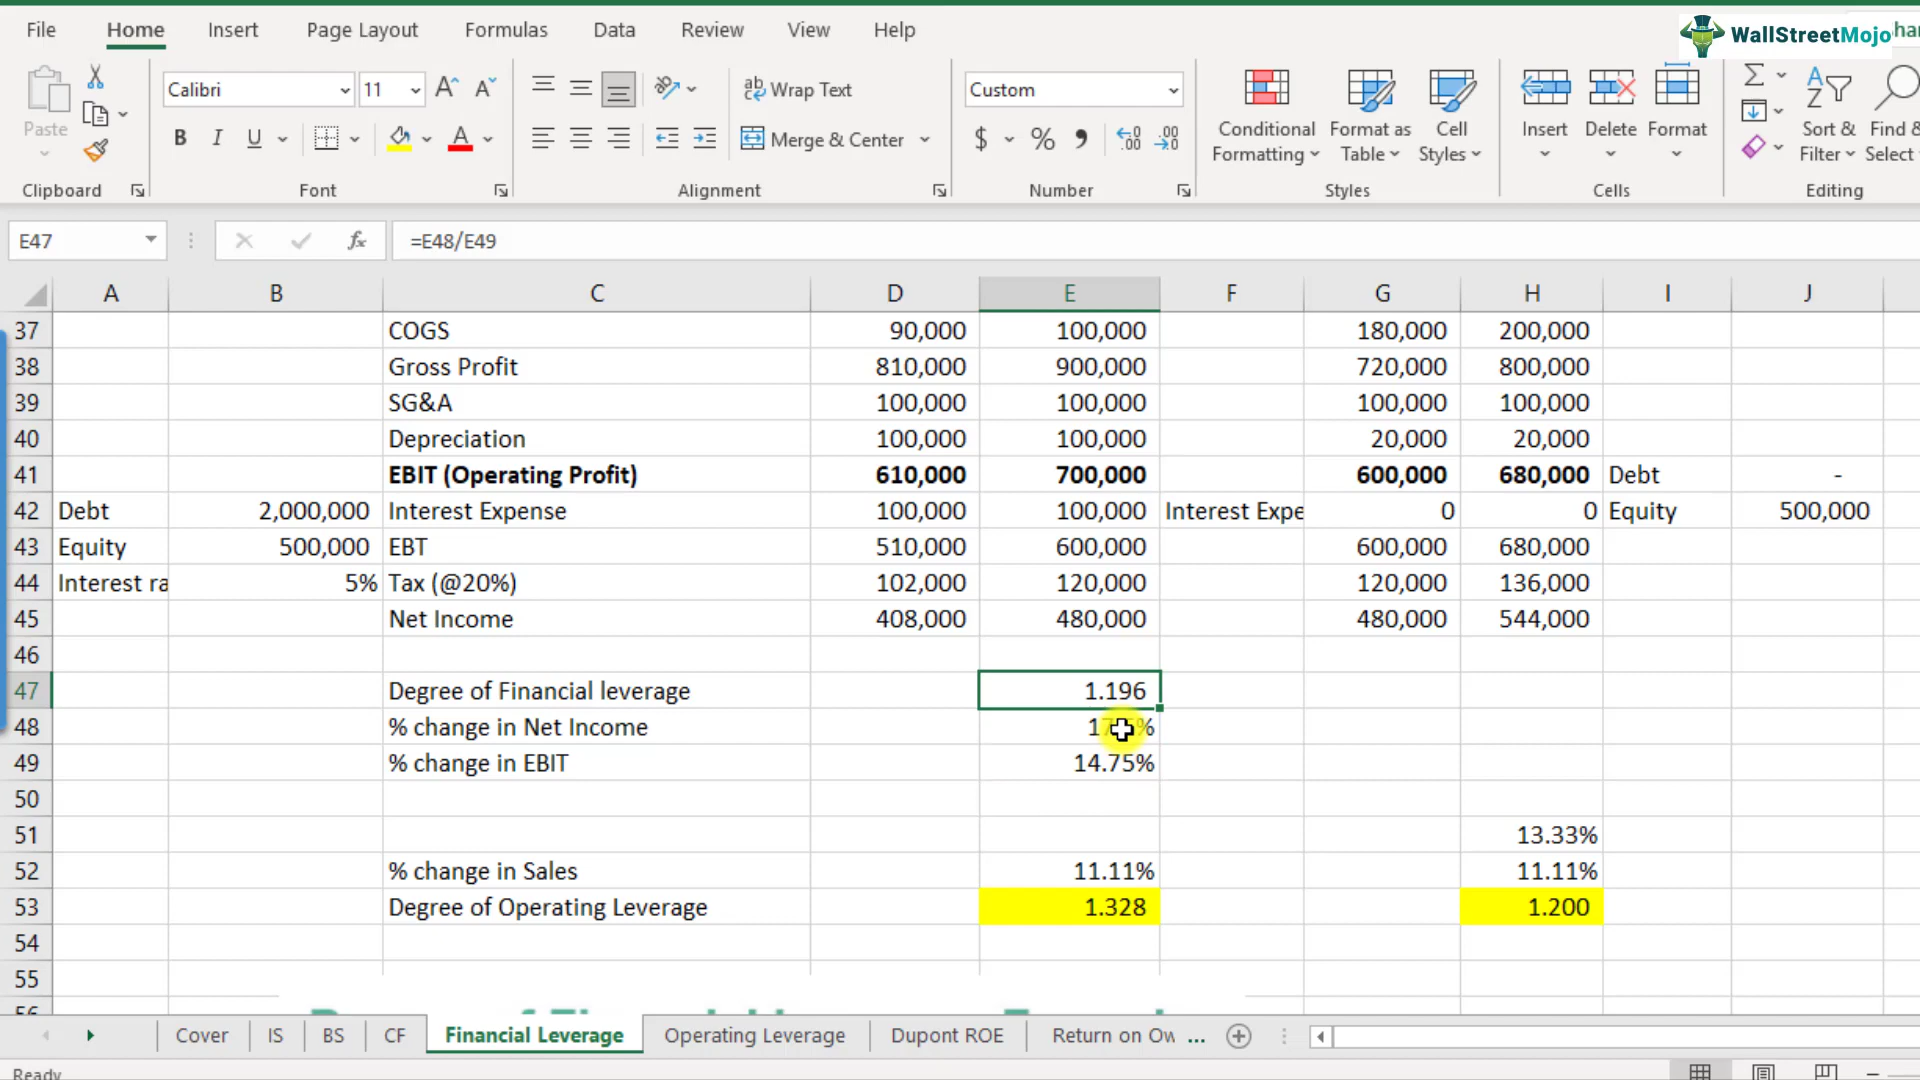 File Home Insert Page Layout Formulas Data Review View Help
WallStreetMojo
Paste
Calibri 11
Wrap Text
Custom
B I U
Merge & Center
$ %
Conditional Formatting
Format as Table
Cell Styles
Insert Delete Format
Sort & Filter
Find & Select
Clipboard Font Alignment Number Styles Cells Editing
E47 fx =E48/E49
A B C D E F G H I J
37 COGS 90,000 100,000 180,000 200,000
38 Gross Profit 810,000 900,000 720,000 800,000
39 SG&A 100,000 100,000 100,000 100,000
40 Depreciation 100,000 100,000 20,000 20,000
41 EBIT (Operating Profit) 610,000 700,000 600,000 680,000 Debt -
42 Debt 2,000,000 Interest Expense 100,000 100,000 Interest Expe 0 0 Equity 500,000
43 Equity 500,000 EBT 510,000 600,000 600,000 680,000
44 Interest ra 5% Tax (@20%) 102,000 120,000 120,000 136,000
45 Net Income 408,000 480,000 480,000 544,000
46
47 Degree of Financial leverage 1.196
48 % change in Net Income
49 % change in EBIT 14.75%
50
51 13.33%
52 % change in Sales 11.11% 11.11%
53 Degree of Operating Leverage 1.328 1.200
54
55
Cover IS BS CF Financial Leverage Operating Leverage Dupont ROE Return on Ow ...
Ready